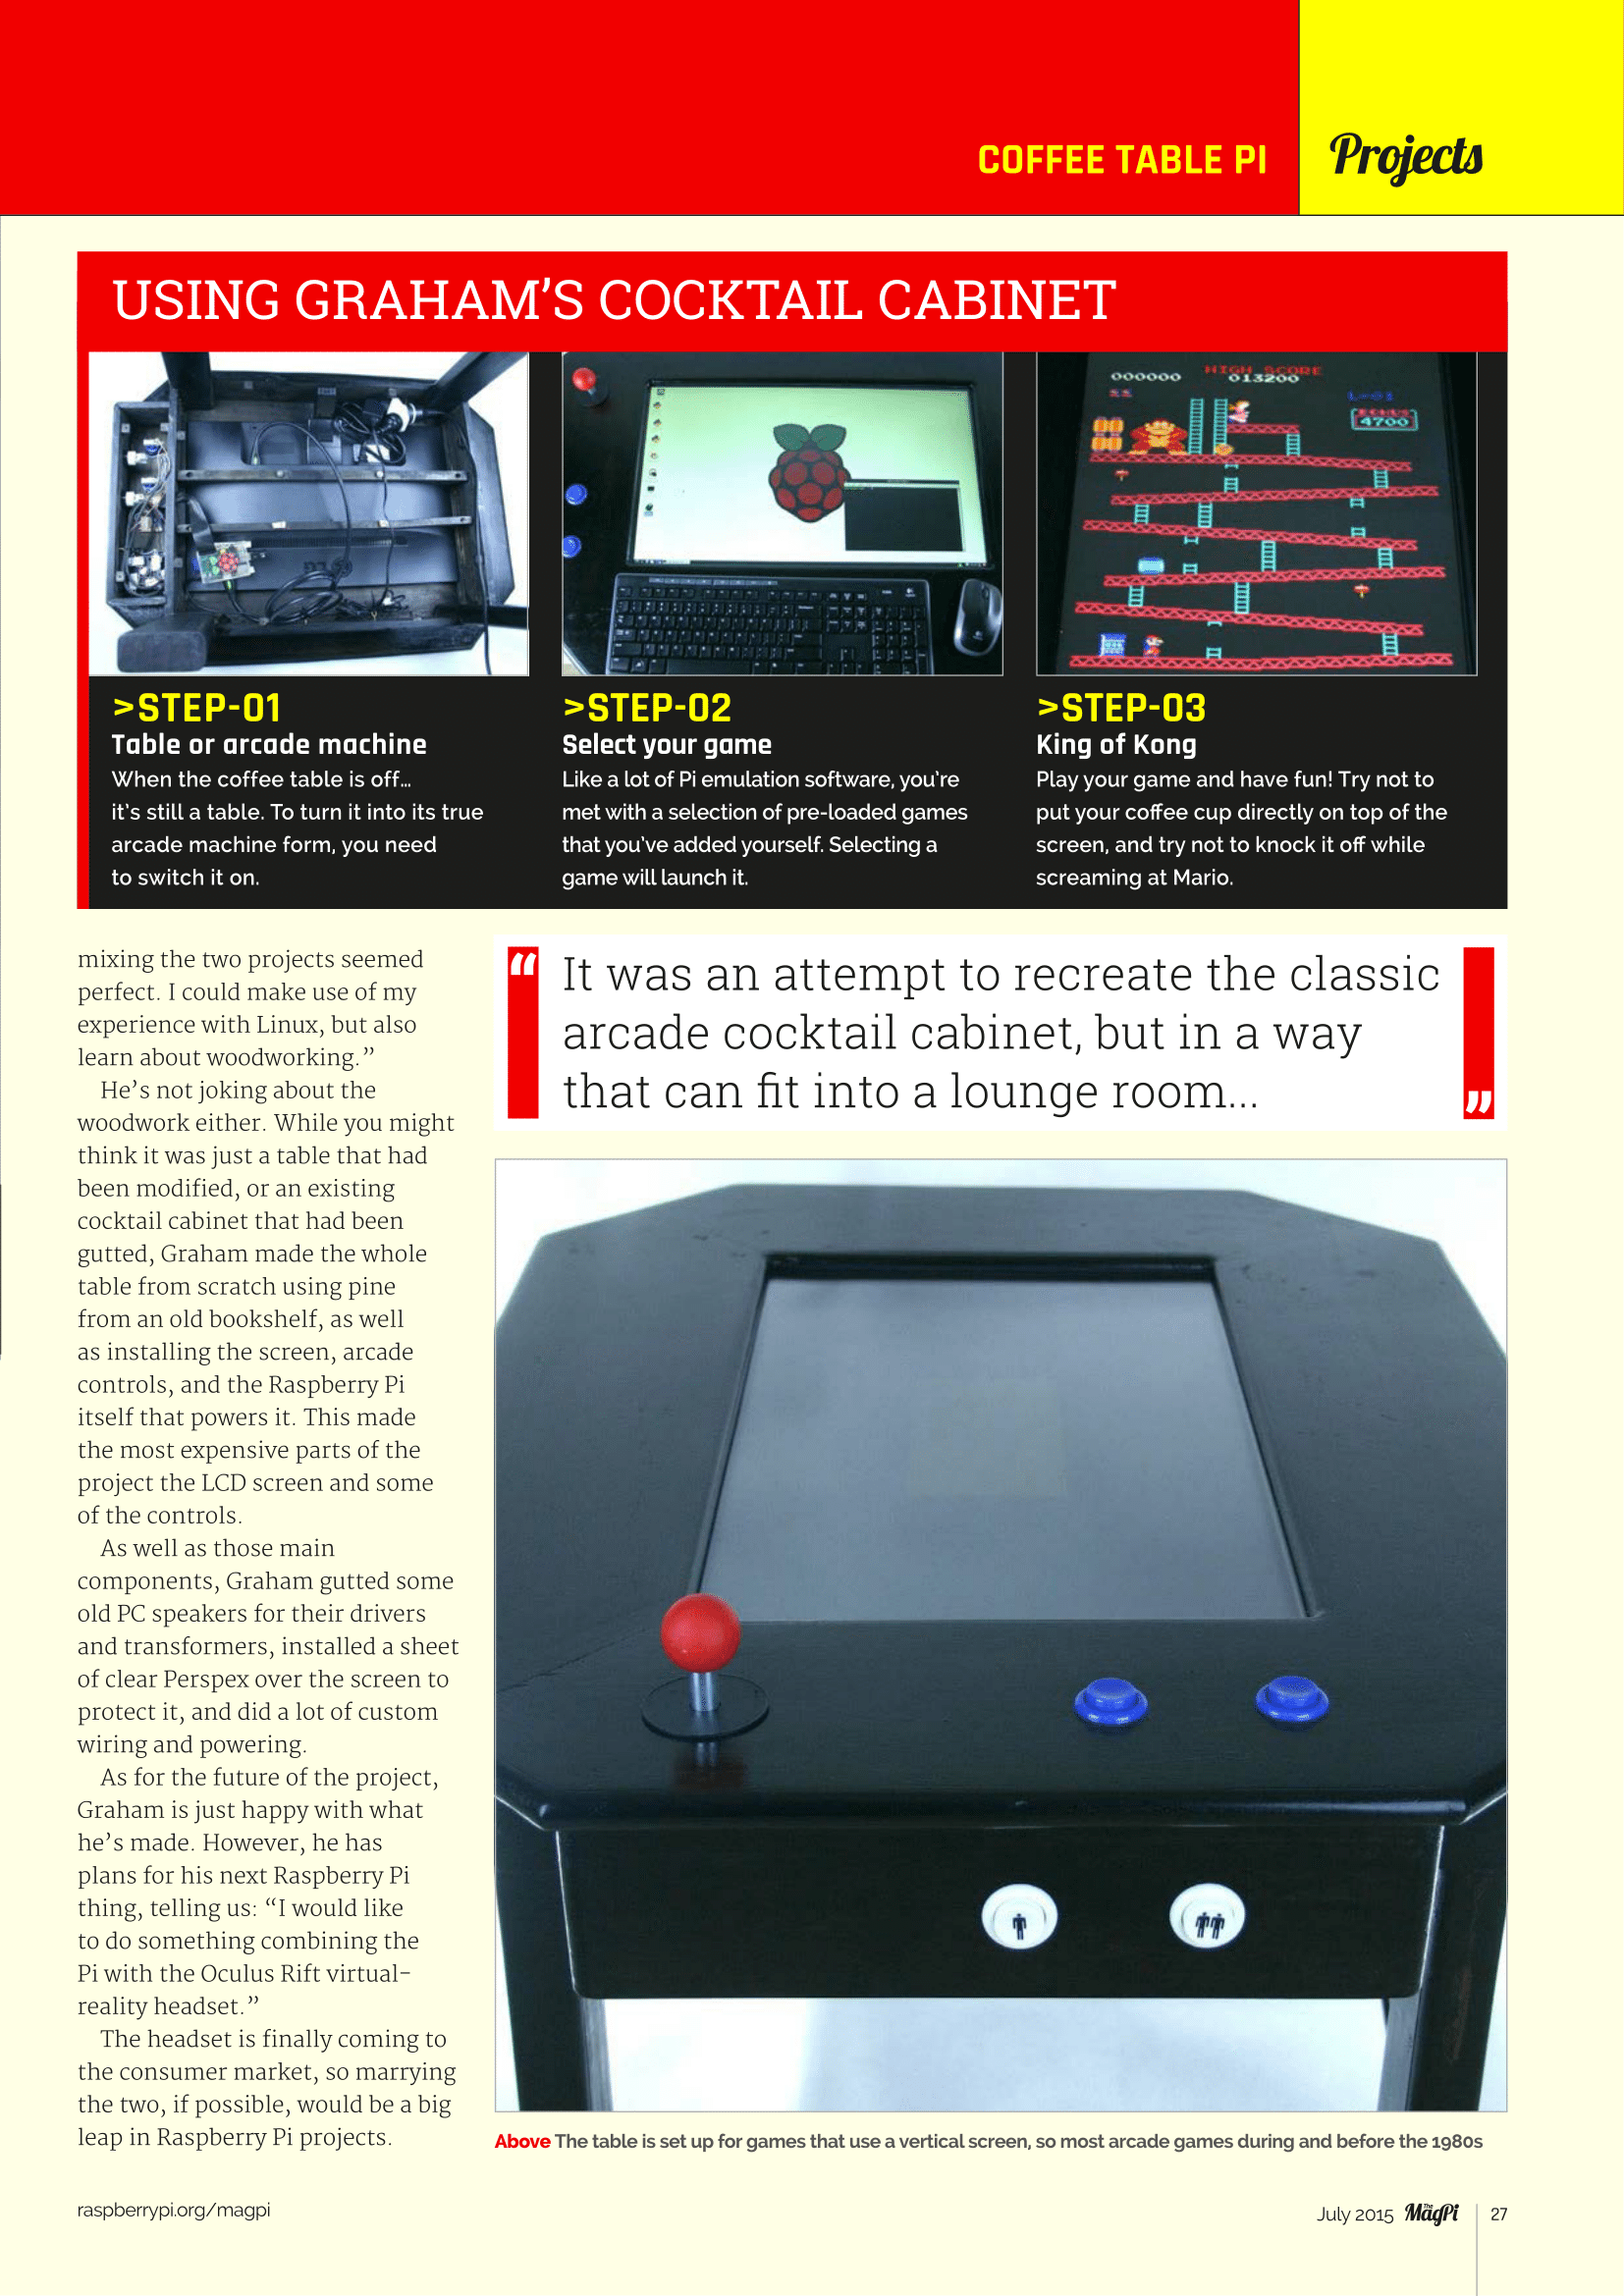 COFFEE TABLE PI
Projects
USING GRAHAM’S COCKTAIL CABINET
000000
HIGH SCORE
013200
L=01
BONUS
4700
>STEP-01
Table or arcade machine
When the coffee table is off…
it’s still a table. To turn it into its true
arcade machine form, you need
to switch it on.
>STEP-02
Select your game
Like a lot of Pi emulation software, you’re
met with a selection of pre-loaded games
that you’ve added yourself. Selecting a
game will launch it.
>STEP-03
King of Kong
Play your game and have fun! Try not to
put your coffee cup directly on top of the
screen, and try not to knock it off while
screaming at Mario.
mixing the two projects seemed
perfect. I could make use of my
experience with Linux, but also
learn about woodworking.”
He’s not joking about the
woodwork either. While you might
think it was just a table that had
been modified, or an existing
cocktail cabinet that had been
gutted, Graham made the whole
table from scratch using pine
from an old bookshelf, as well
as installing the screen, arcade
controls, and the Raspberry Pi
itself that powers it. This made
the most expensive parts of the
project the LCD screen and some
of the controls.
As well as those main
components, Graham gutted some
old PC speakers for their drivers
and transformers, installed a sheet
of clear Perspex over the screen to
protect it, and did a lot of custom
wiring and powering.
As for the future of the project,
Graham is just happy with what
he’s made. However, he has
plans for his next Raspberry Pi
thing, telling us: “I would like
to do something combining the
Pi with the Oculus Rift virtual-
reality headset.”
The headset is finally coming to
the consumer market, so marrying
the two, if possible, would be a big
leap in Raspberry Pi projects.
“ It was an attempt to recreate the classic
arcade cocktail cabinet, but in a way
that can fit into a lounge room... ”
Above The table is set up for games that use a vertical screen, so most arcade games during and before the 1980s
raspberrypi.org/magpi
July 2015 The MagPi 27